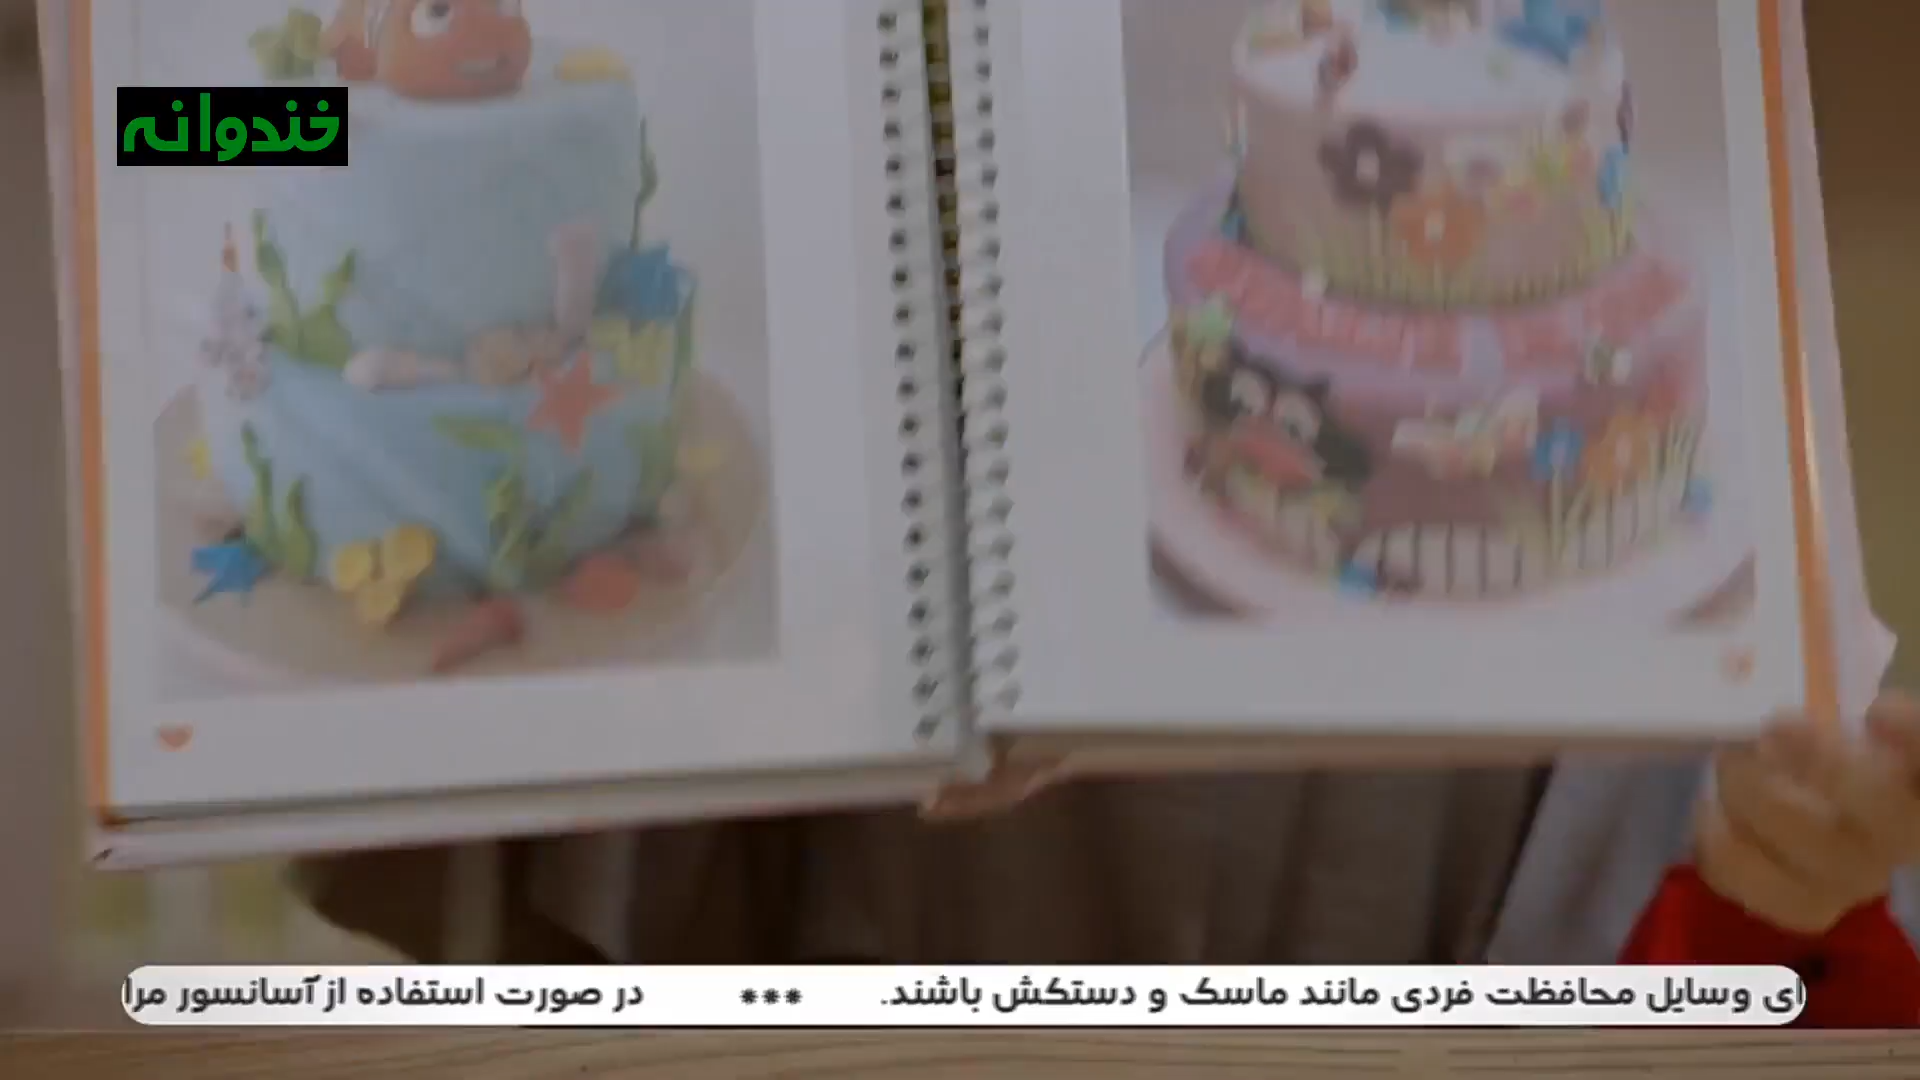 خندوانه
ای وسایل محافظت فردی مانند ماسک و دستکش باشند. *** در صورت استفاده از آسانسور مرا